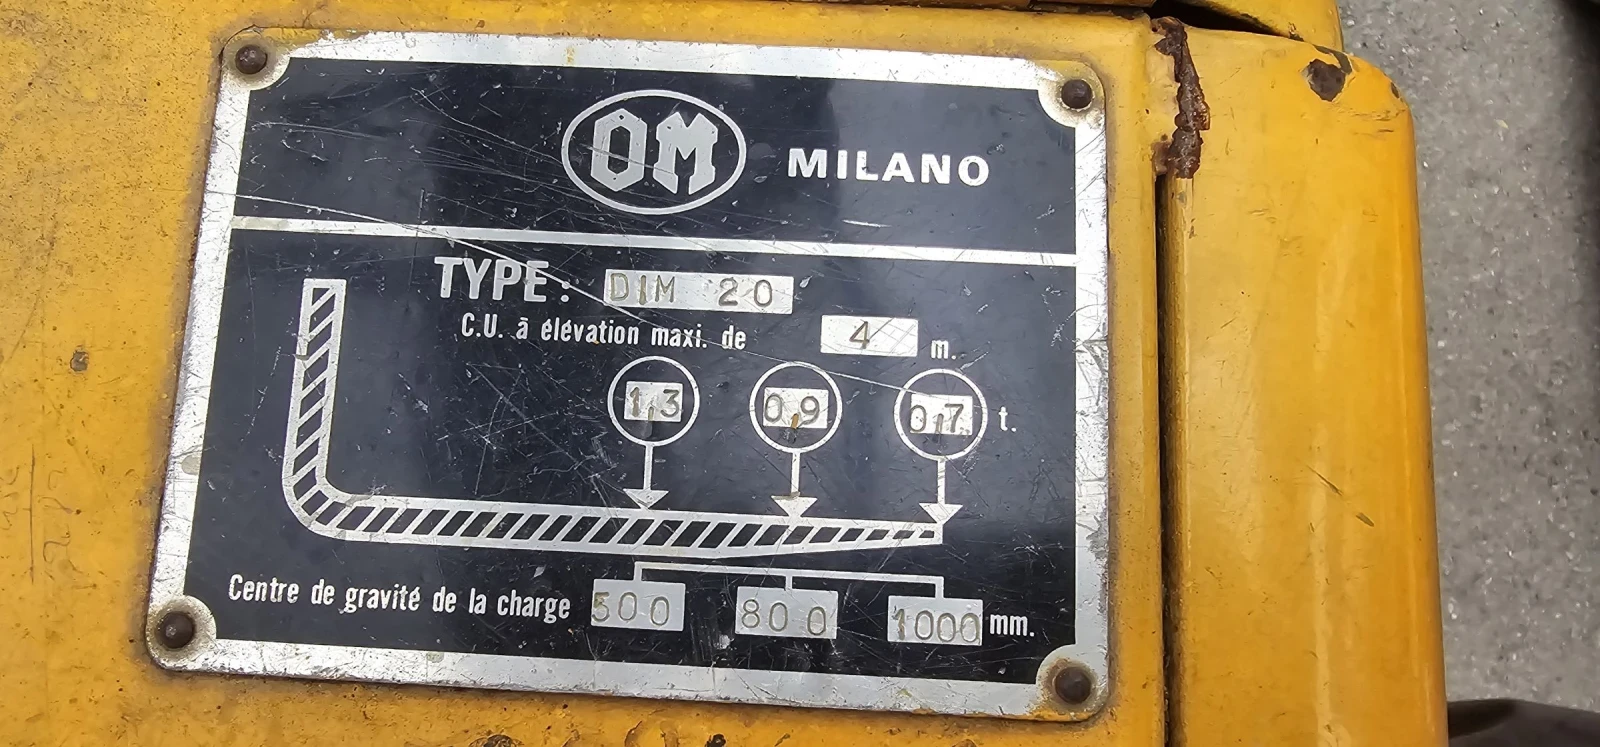 OM MILANO
TYPE: DIM 20
C.U. à élévation maxi. de 4 m.
1,3 0,9 0,7 t.
Centre de gravité de la charge 500 800 1000 mm.